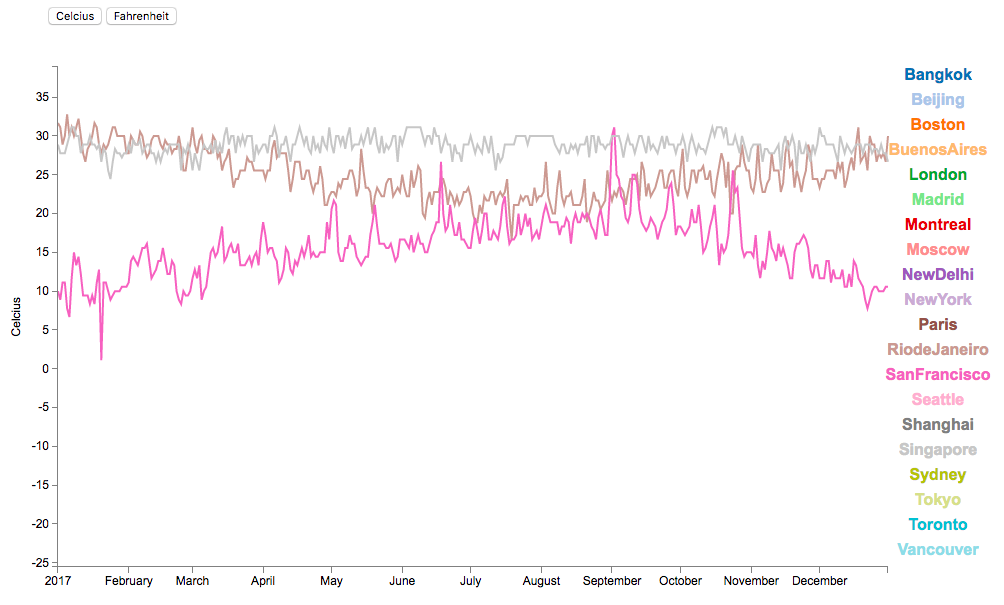 Celcius Fahrenheit
Bangkok
Beijing
Boston
BuenosAires
London
Madrid
Montreal
Moscow
NewDelhi
NewYork
Paris
RiodeJaneiro
SanFrancisco
Seattle
Shanghai
Singapore
Sydney
Tokyo
Toronto
Vancouver
Celcius
35
30
25
20
15
10
5
0
-5
-10
-15
-20
-25
2017 February March April May June July August September October November December